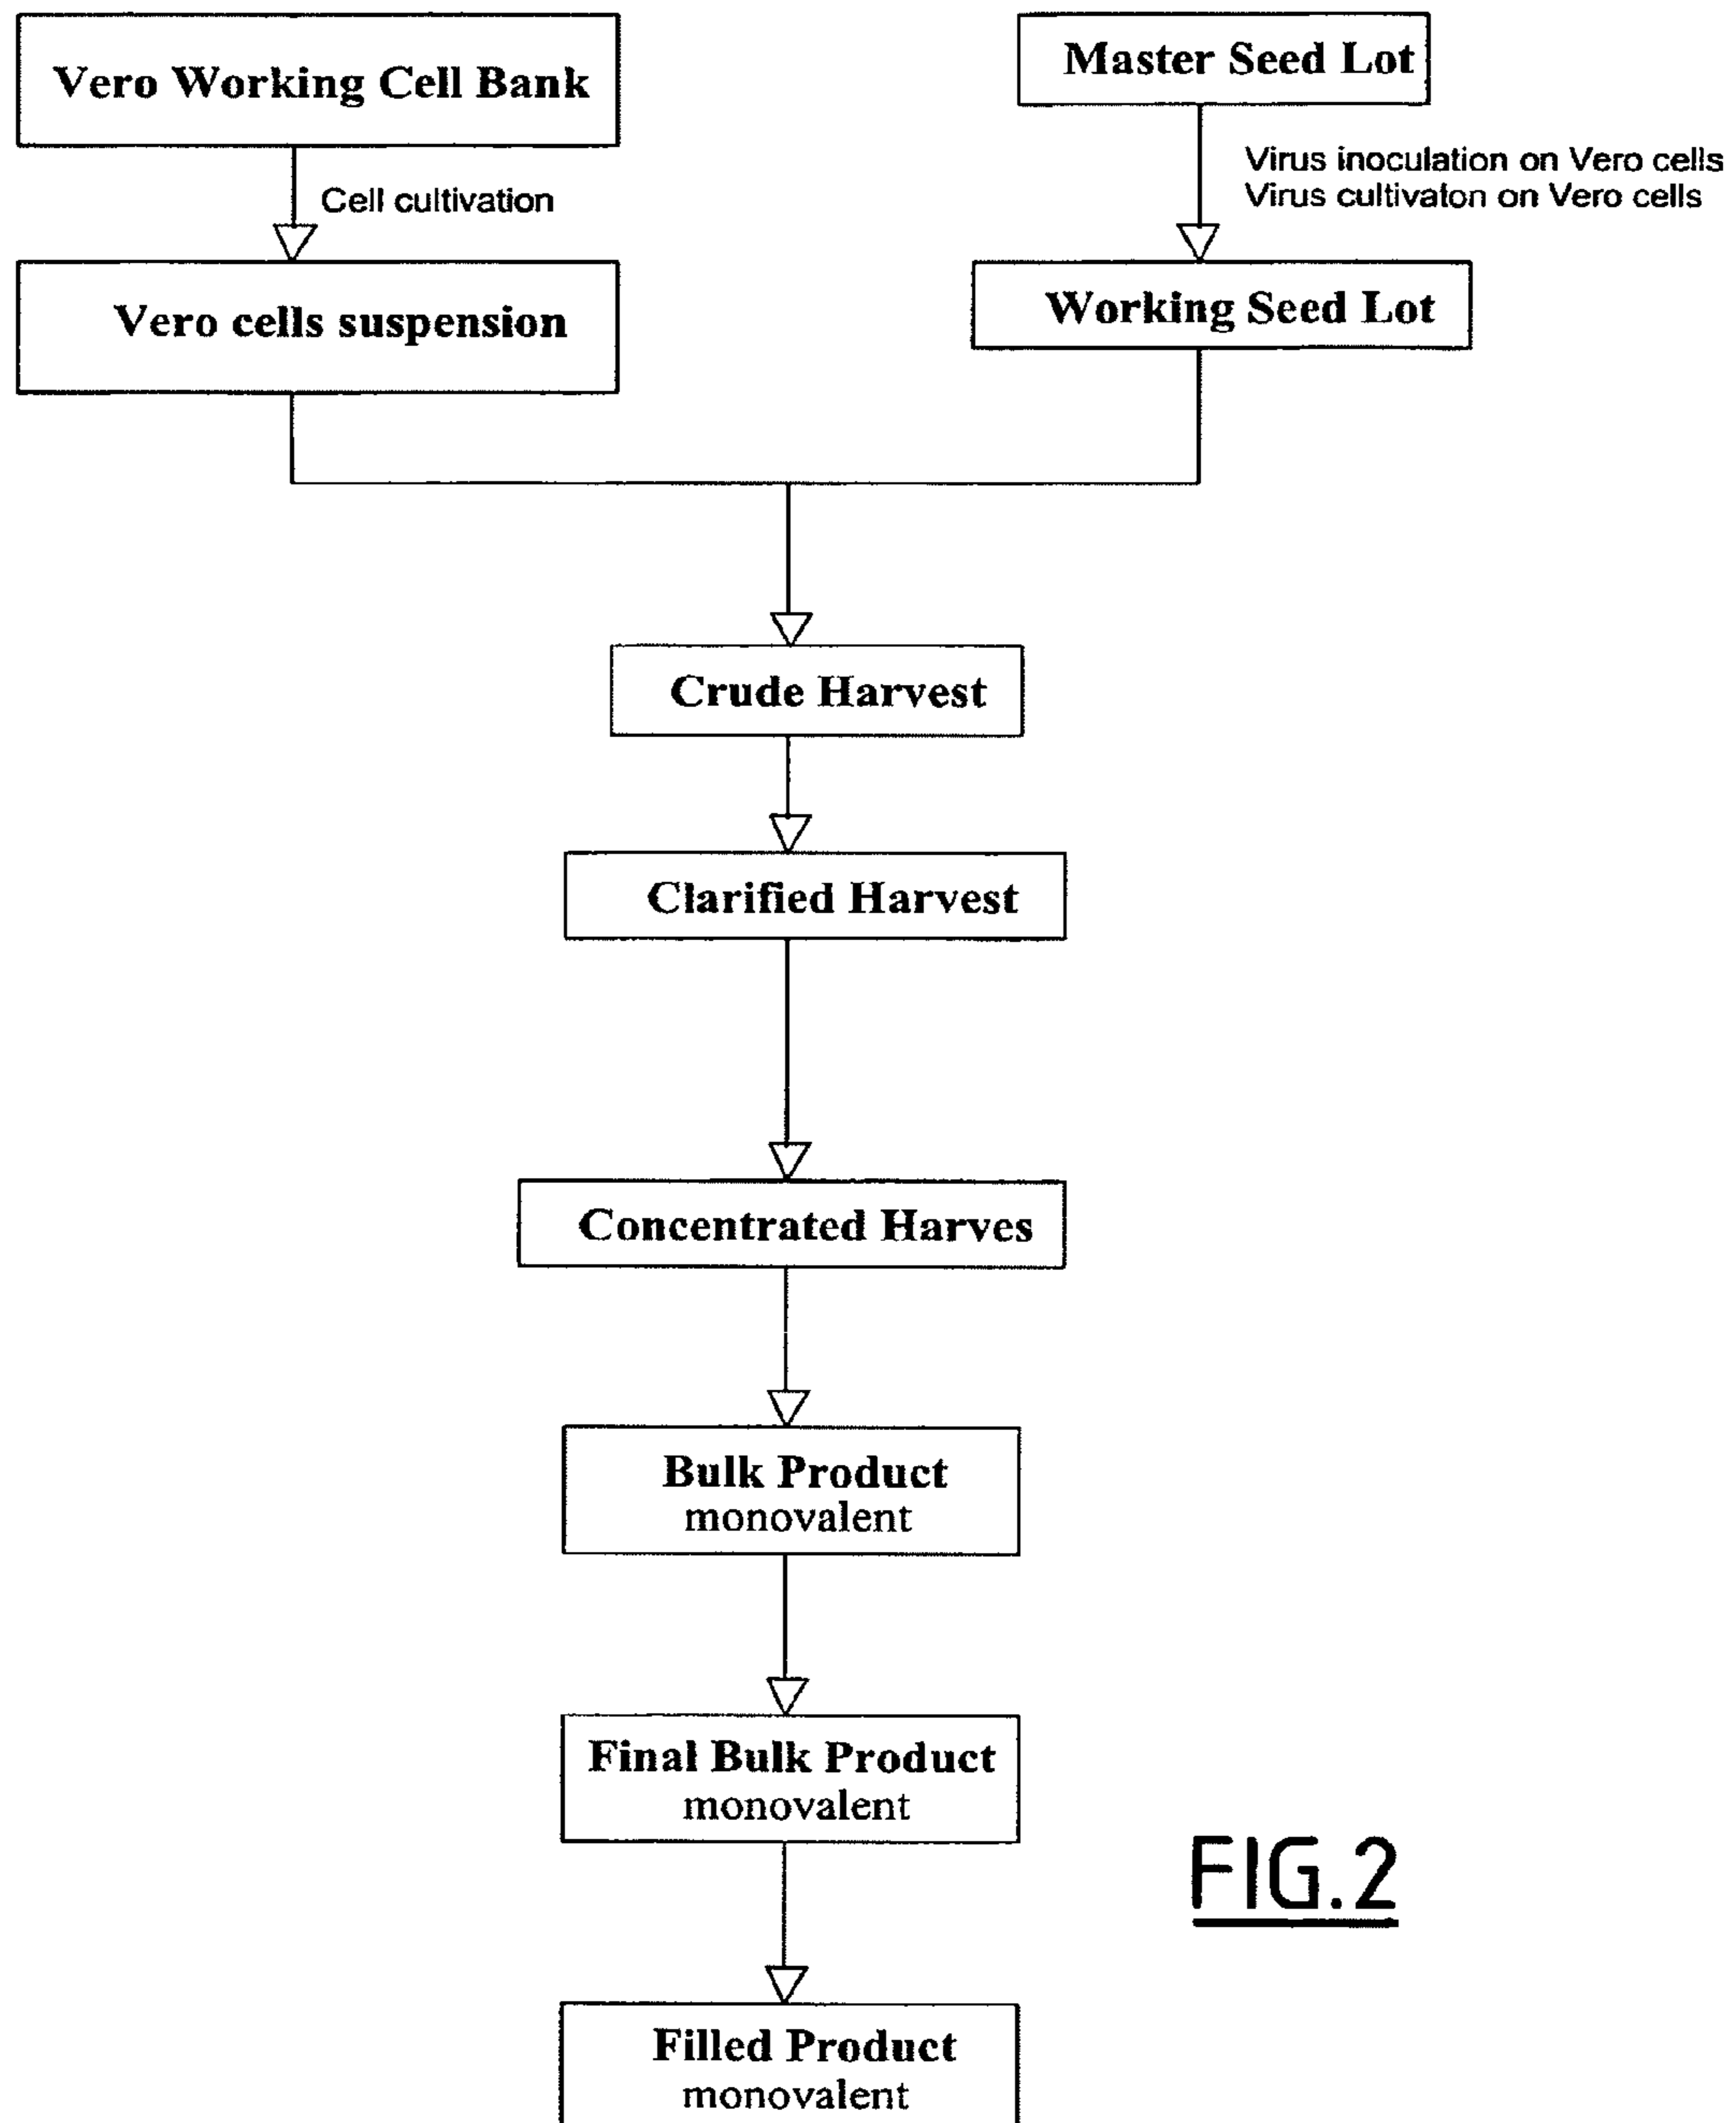 Vero Working Cell Bank
Master Seed Lot
Virus inoculation on Vero cells
Virus cultivaton on Vero cells
Cell cultivation
Vero cells suspension
Working Seed Lot
Crude Harvest
Clarified Harvest
Concentrated Harves
Bulk Product
monovalent
Final Bulk Product
monovalent
FIG.2
Filled Product
monovalent